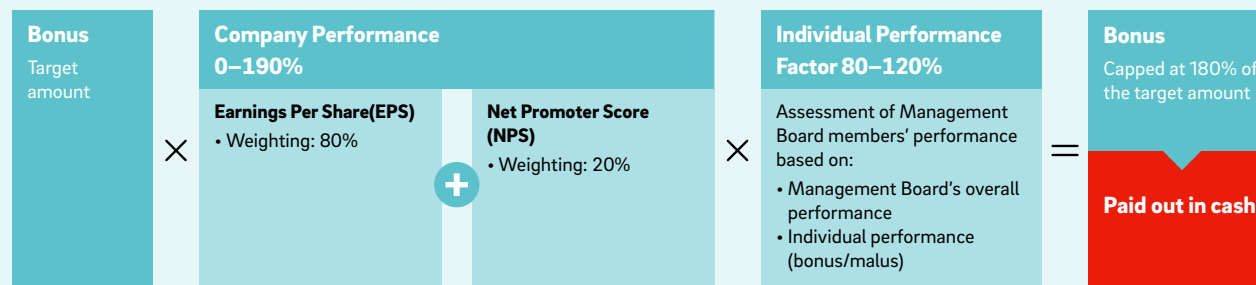 Bonus
Target
amount
×
Company Performance
0–190%
Earnings Per Share(EPS)
• Weighting: 80%
+
Net Promoter Score
(NPS)
• Weighting: 20%
×
Individual Performance
Factor 80–120%
Assessment of Management
Board members’ performance
based on:
• Management Board’s overall
performance
• Individual performance
(bonus/malus)
=
Bonus
Capped at 180% of
the target amount
Paid out in cash